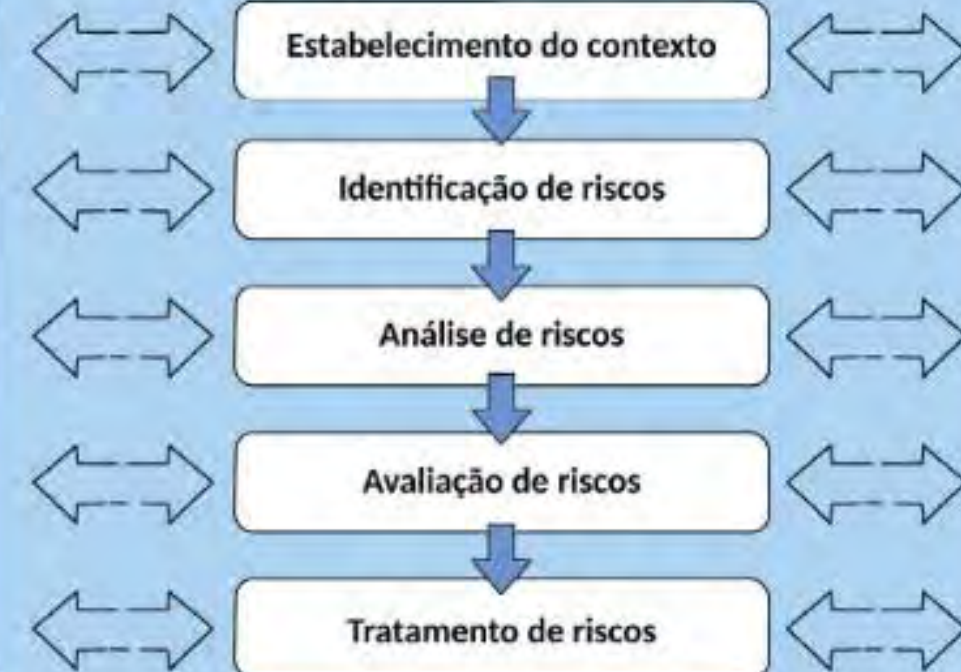 Estabelecimento do contexto
Identificação de riscos
Análise de riscos
Avaliação de riscos
Tratamento de riscos